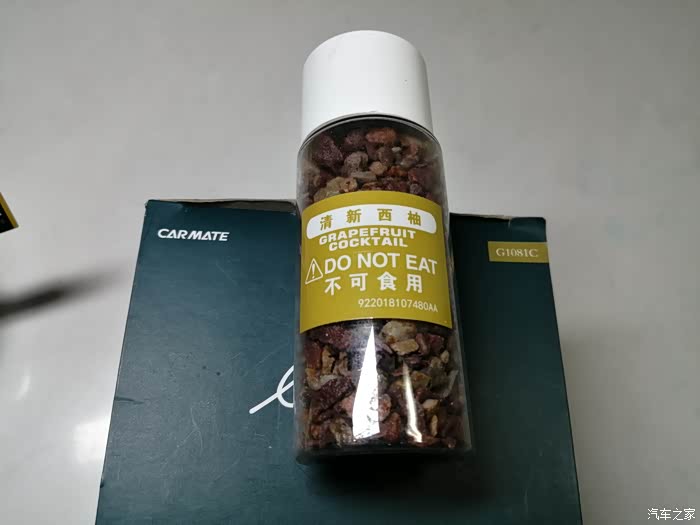 CARMATE
G1081C
清新西柚
GRAPEFRUIT
COCKTAIL
DO NOT EAT
不可食用
922018107480AA
汽车之家